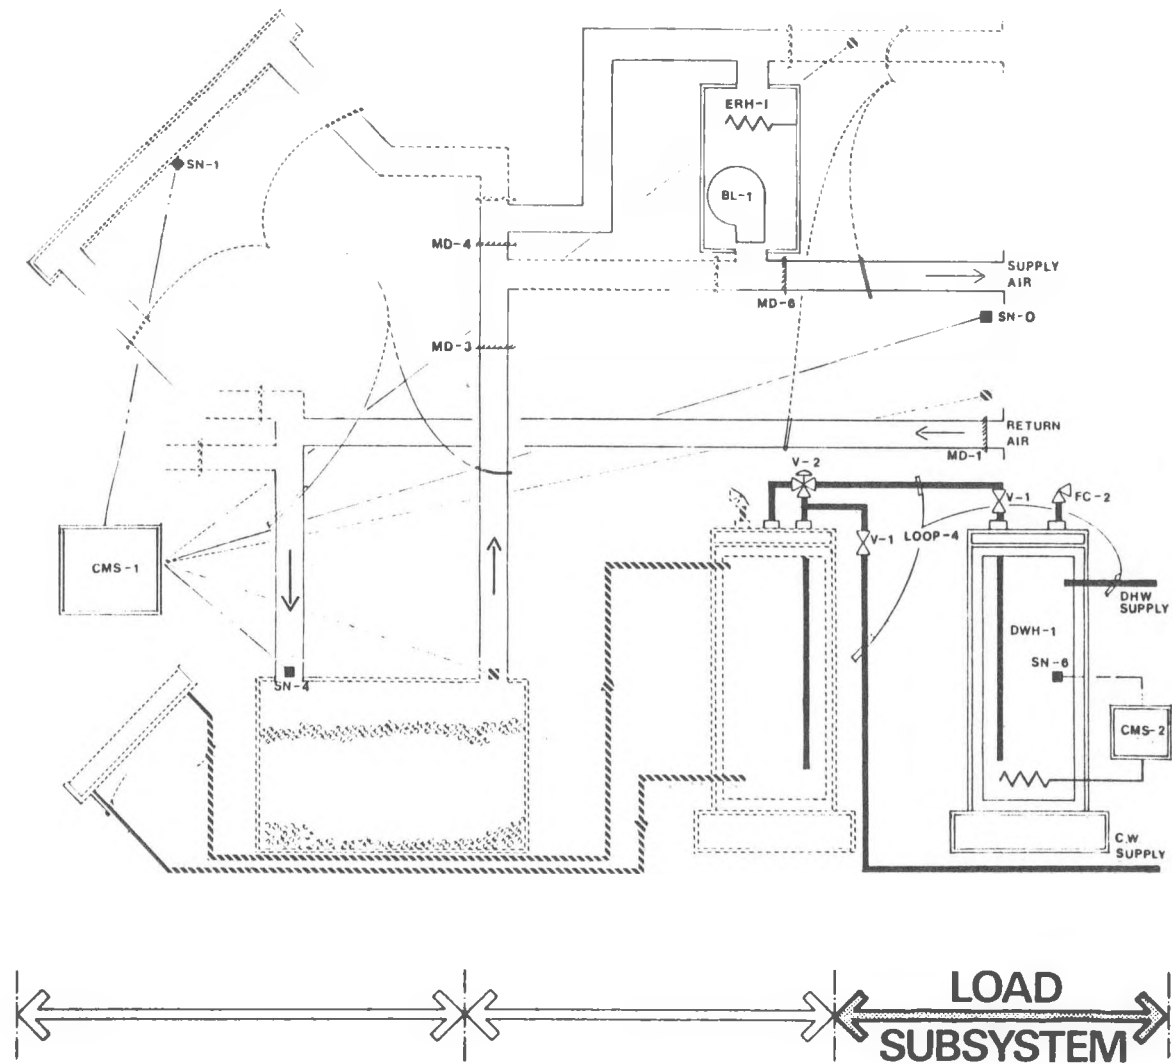 ERH-1
SN-1
BL-1
MD-4
SUPPLY
AIR
MD-6
SN-O
MD-3
RETURN
AIR
MD-1
V-2
V-1
FC-2
V-1
LOOP-4
CMS-1
DHW
SUPPLY
DWH-1
SN-6
SN-4
CMS-2
C.W
SUPPLY
LOAD
SUBSYSTEM